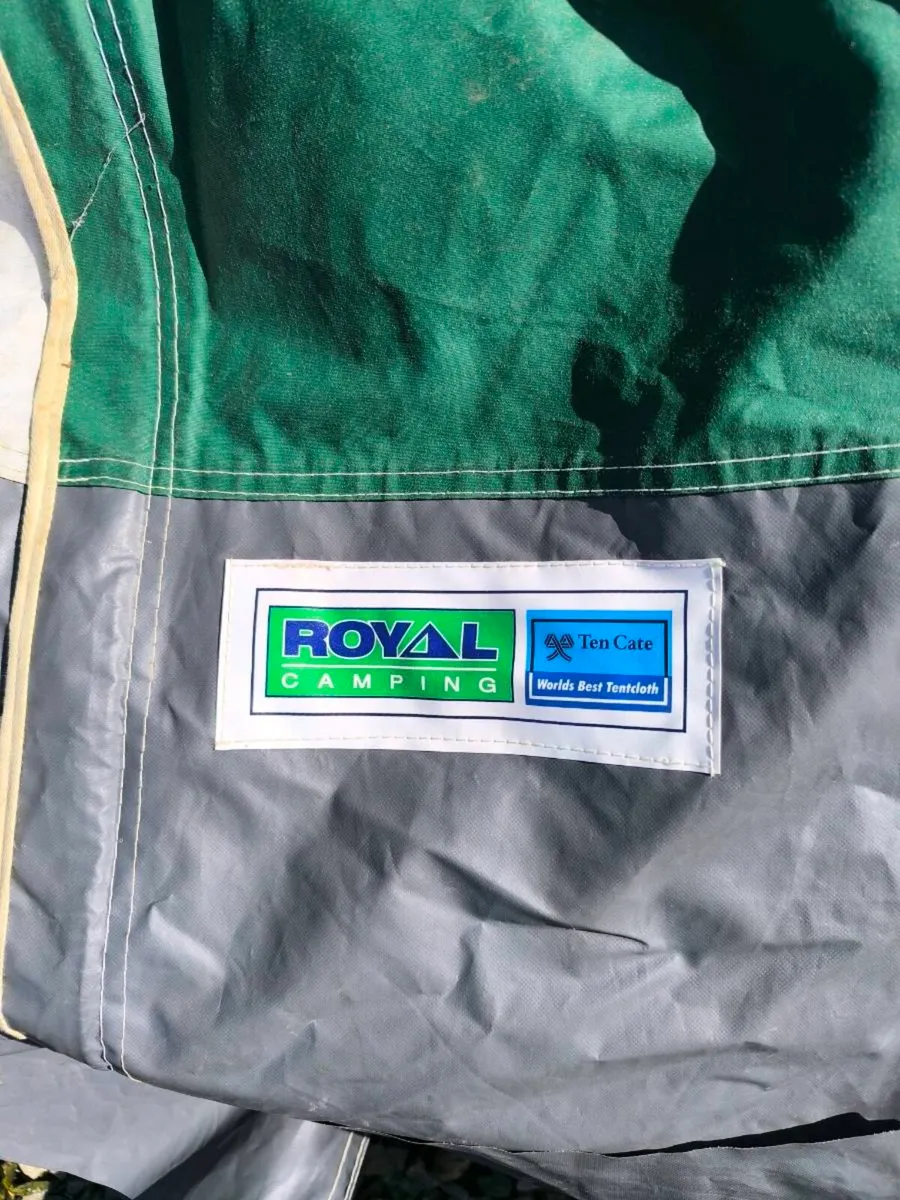 ROYAL
CAMPING
Ten Cate
Worlds Best Tentcloth